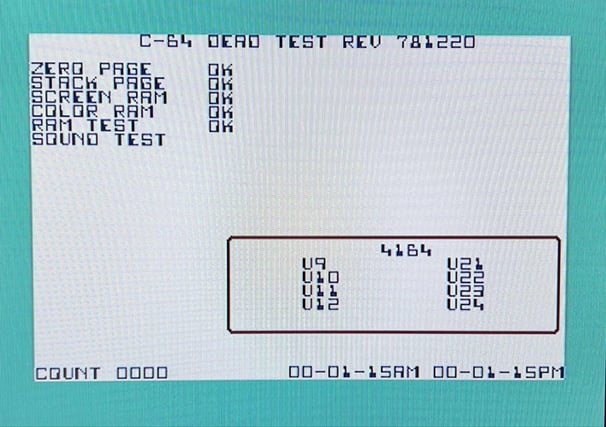 C-64 DEAD TEST REV 781220
ZERO PAGE OK
STACK PAGE OK
SCREEN RAM OK
COLOR RAM OK
RAM TEST OK
SOUND TEST
4164
U9 U21
U10 U22
U11 U23
U12 U24
COUNT 0000 00-01-15AM 00-01-15PM